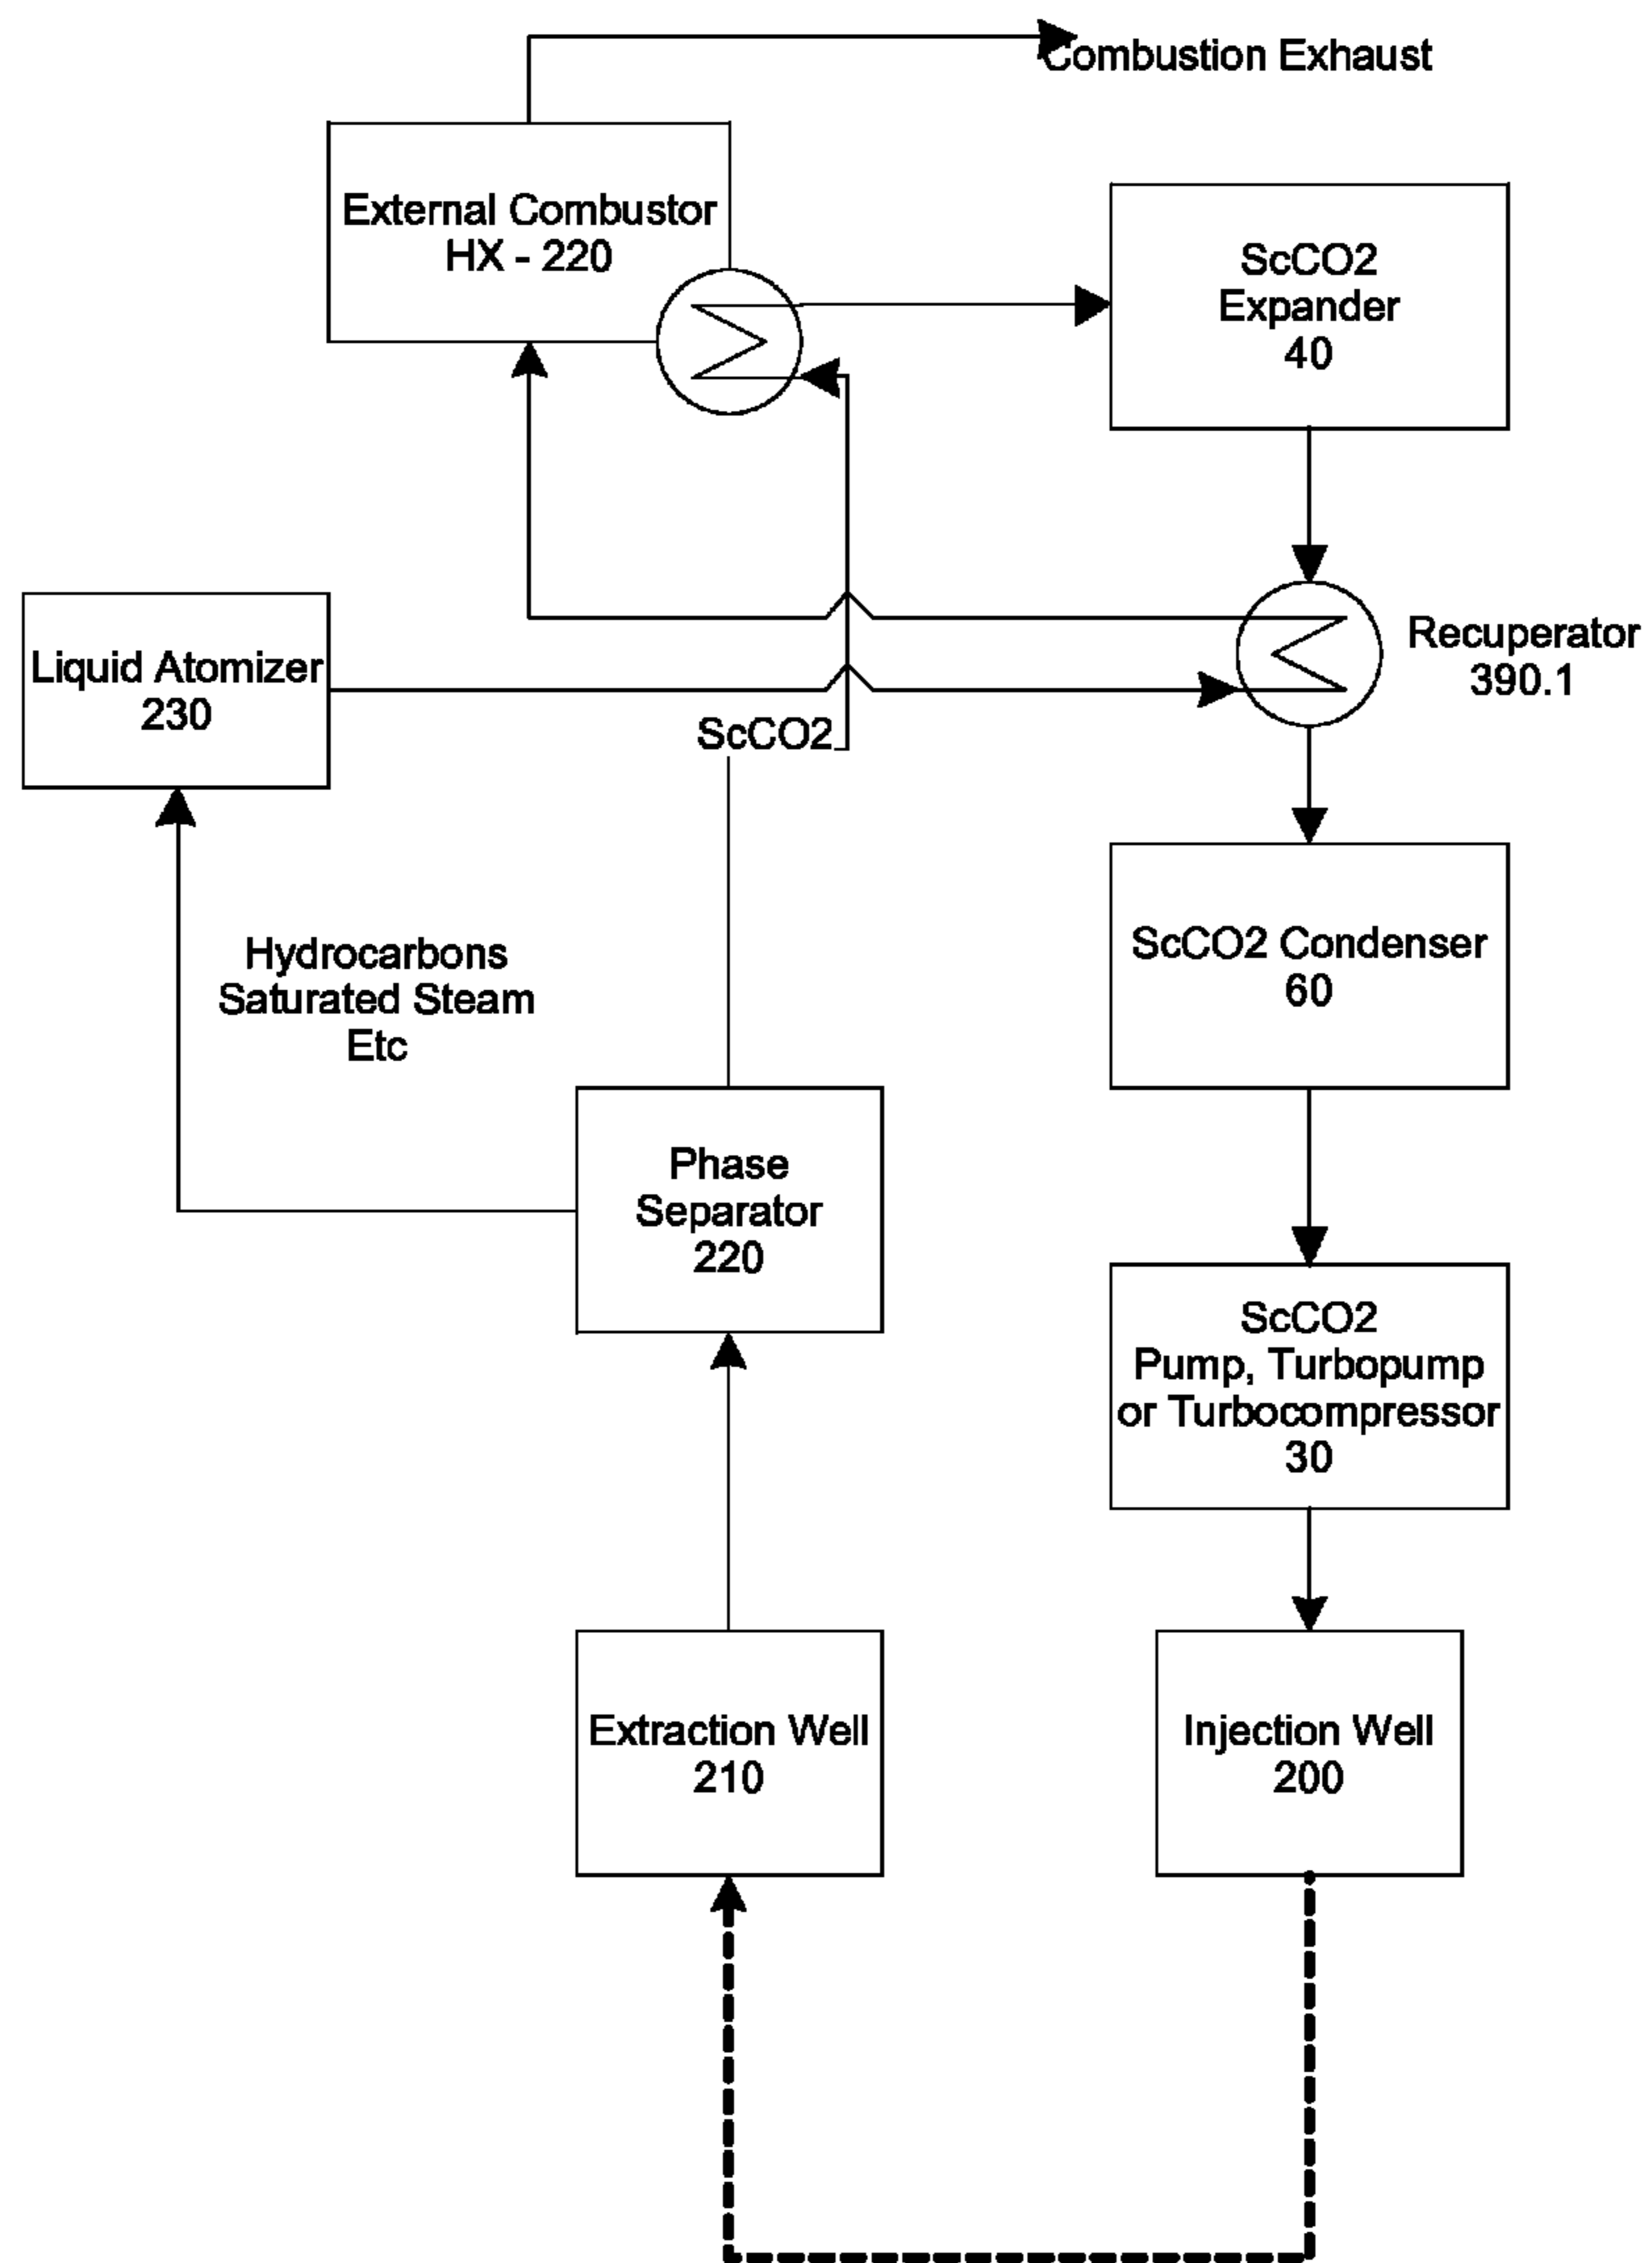 Combustion Exhaust
External Combustor
HX - 220
ScCO2
Expander
40
Recuperator
390.1
Liquid Atomizer
230
ScCO2
Hydrocarbons
Saturated Steam
Etc
ScCO2 Condenser
60
Phase
Separator
220
ScCO2
Pump, Turbopump
or Turbocompressor
30
Extraction Well
210
Injection Well
200